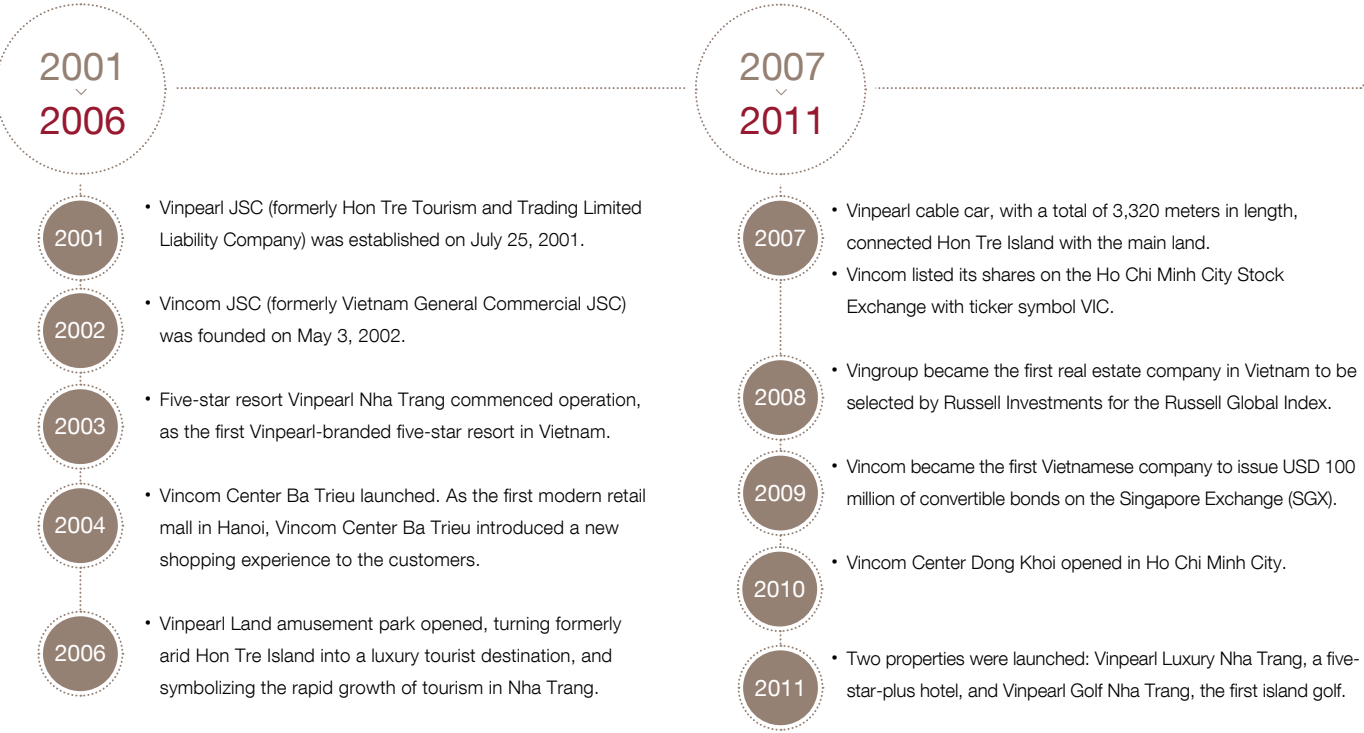 2001
2006
2001
• Vinpearl JSC (formerly Hon Tre Tourism and Trading Limited
Liability Company) was established on July 25, 2001.
2002
• Vincom JSC (formerly Vietnam General Commercial JSC)
was founded on May 3, 2002.
2003
• Five-star resort Vinpearl Nha Trang commenced operation,
as the first Vinpearl-branded five-star resort in Vietnam.
2004
• Vincom Center Ba Trieu launched. As the first modern retail
mall in Hanoi, Vincom Center Ba Trieu introduced a new
shopping experience to the customers.
2006
• Vinpearl Land amusement park opened, turning formerly
arid Hon Tre Island into a luxury tourist destination, and
symbolizing the rapid growth of tourism in Nha Trang.
2007
2011
2007
• Vinpearl cable car, with a total of 3,320 meters in length,
connected Hon Tre Island with the main land.
• Vincom listed its shares on the Ho Chi Minh City Stock
Exchange with ticker symbol VIC.
2008
• Vingroup became the first real estate company in Vietnam to be
selected by Russell Investments for the Russell Global Index.
2009
• Vincom became the first Vietnamese company to issue USD 100
million of convertible bonds on the Singapore Exchange (SGX).
2010
• Vincom Center Dong Khoi opened in Ho Chi Minh City.
2011
• Two properties were launched: Vinpearl Luxury Nha Trang, a five-
star-plus hotel, and Vinpearl Golf Nha Trang, the first island golf.